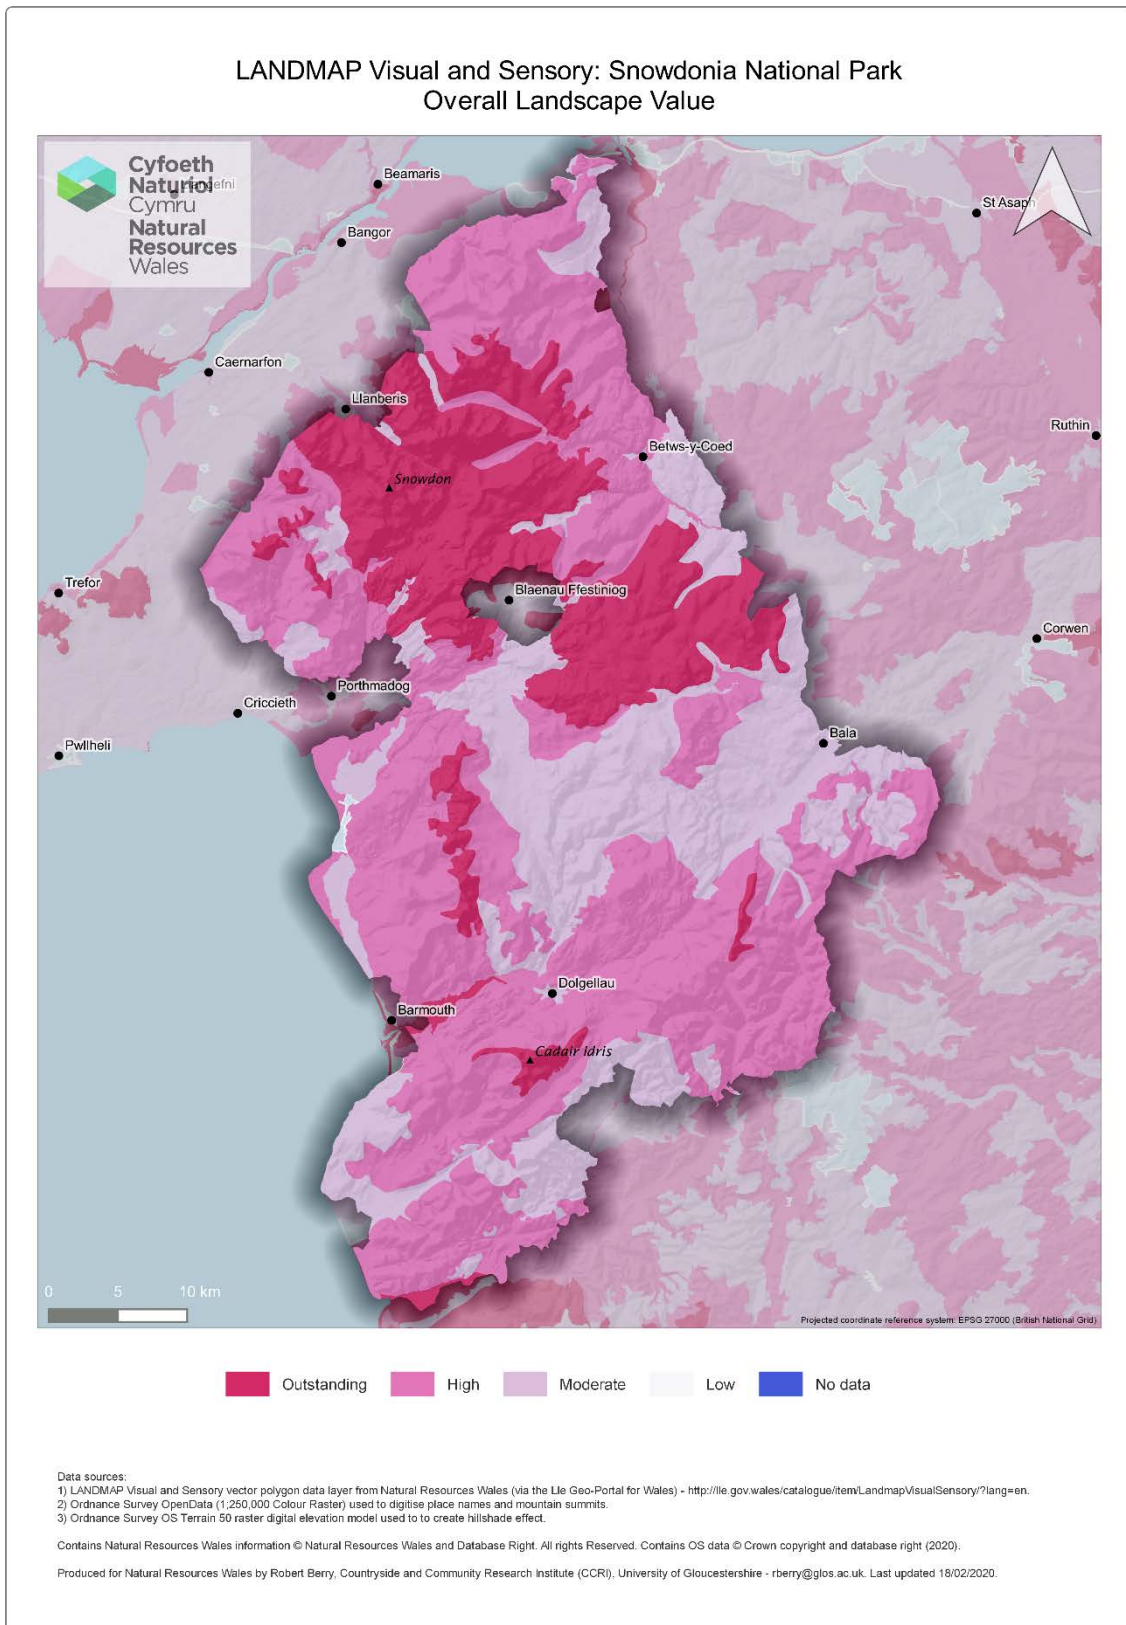 LANDMAP Visual and Sensory: Snowdonia National Park
Overall Landscape Value
Cyfoeth
Naturiol
Cymru
Natural
Resources
Wales
Llangefni
Beamaris
St Asaph
Bangor
Caernarfon
Llanberis
Ruthin
Betws-y-Coed
Snowdon
Trefor
Blaenau Ffestiniog
Corwen
Porthmadog
Criccieth
Bala
Pwllheli
Dolgellau
Barmouth
Cadair Idris
0 5 10 km
Projected coordinate reference system: EPSG 27000 (British National Grid)
Outstanding High Moderate Low No data
Data sources:
1) LANDMAP Visual and Sensory vector polygon data layer from Natural Resources Wales (via the Lle Geo-Portal for Wales) - http://lle.gov.wales/catalogue/item/LandmapVisualSensory/?lang=en.
2) Ordnance Survey OpenData (1;250,000 Colour Raster) used to digitise place names and mountain summits.
3) Ordnance Survey OS Terrain 50 raster digital elevation model used to to create hillshade effect.
Contains Natural Resources Wales information © Natural Resources Wales and Database Right. All rights Reserved. Contains OS data © Crown copyright and database right (2020).
Produced for Natural Resources Wales by Robert Berry, Countryside and Community Research Institute (CCRI), University of Gloucestershire - rberry@glos.ac.uk. Last updated 18/02/2020.